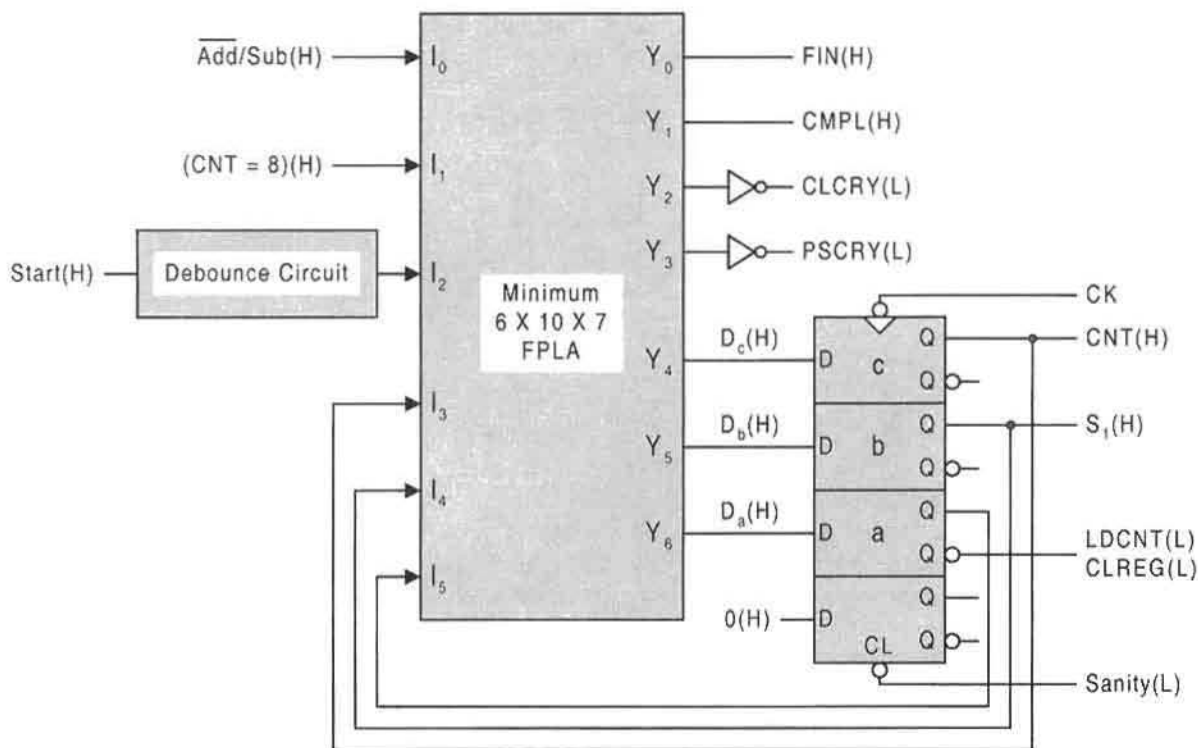 Add/Sub(H)
I0
Y0
FIN(H)
Y1
CMPL(H)
(CNT = 8)(H)
I1
Y2
CLCRY(L)
Start(H)
Debounce Circuit
I2
Y3
PSCRY(L)
Minimum
6 X 10 X 7
FPLA
CK
Dc(H)
Y4
D
c
Q
CNT(H)
Q
I3
Db(H)
Y5
D
b
Q
S1(H)
Q
I4
Da(H)
Y6
D
a
Q
Q
LDCNT(L)
CLREG(L)
I5
0(H)
D
Q
CL
Q
Sanity(L)